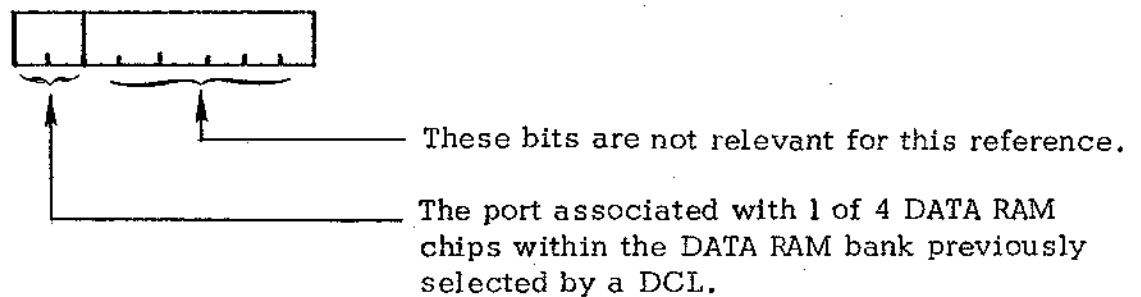 These bits are not relevant for this reference.
The port associated with 1 of 4 DATA RAM
chips within the DATA RAM bank previously
selected by a DCL.